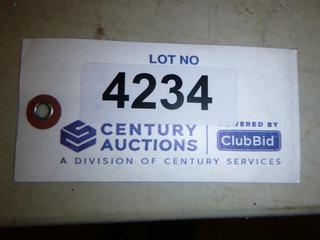 LOT NO
4234
CENTURY
AUCTIONS
POWERED BY
ClubBid
A DIVISION OF CENTURY SERVICES